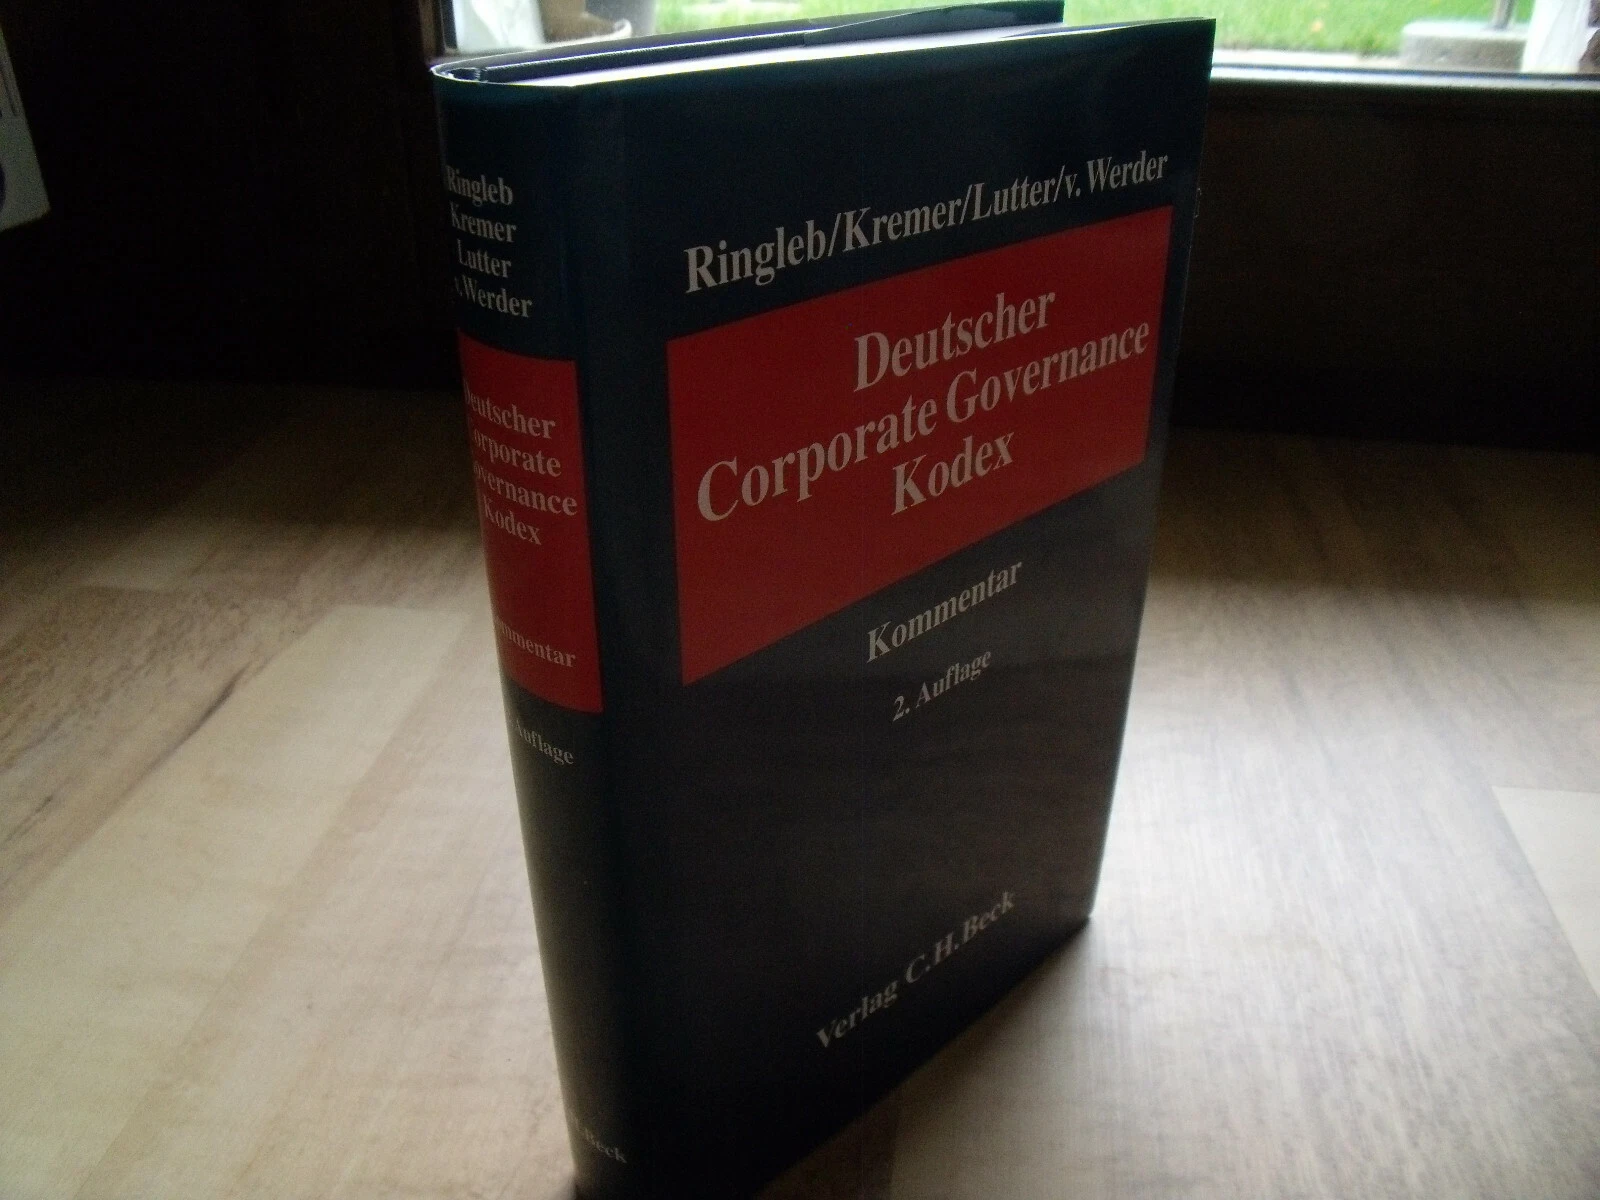 Ringleb
Kremer
Lutter
v.Werder
Deutscher
Corporate
Governance
Kodex
Kommentar
Auflage
Beck
Ringleb/Kremer/Lutter/v. Werder
Deutscher
Corporate Governance
Kodex
Kommentar
2. Auflage
Verlag C. H. Beck